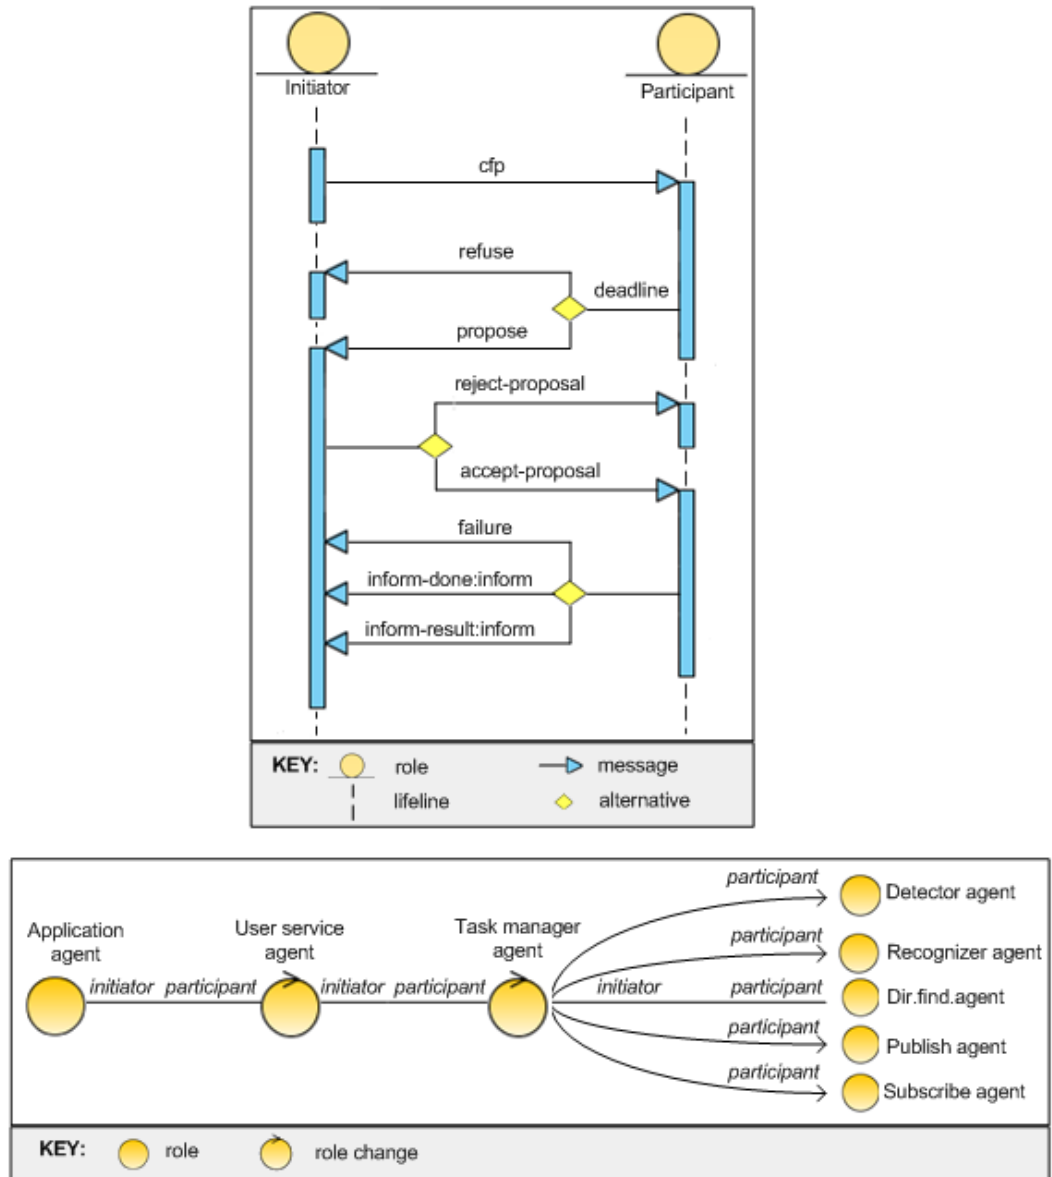 Initiator
Participant
cfp
refuse
deadline
propose
reject-proposal
accept-proposal
failure
inform-done:inform
inform-result:inform
KEY:
role
message
lifeline
alternative
Application
agent
User service
agent
Task manager
agent
initiator participant
initiator participant
initiator
participant
Detector agent
participant
Recognizer agent
participant
Dir.find.agent
participant
Publish agent
participant
Subscribe agent
KEY:
role
role change